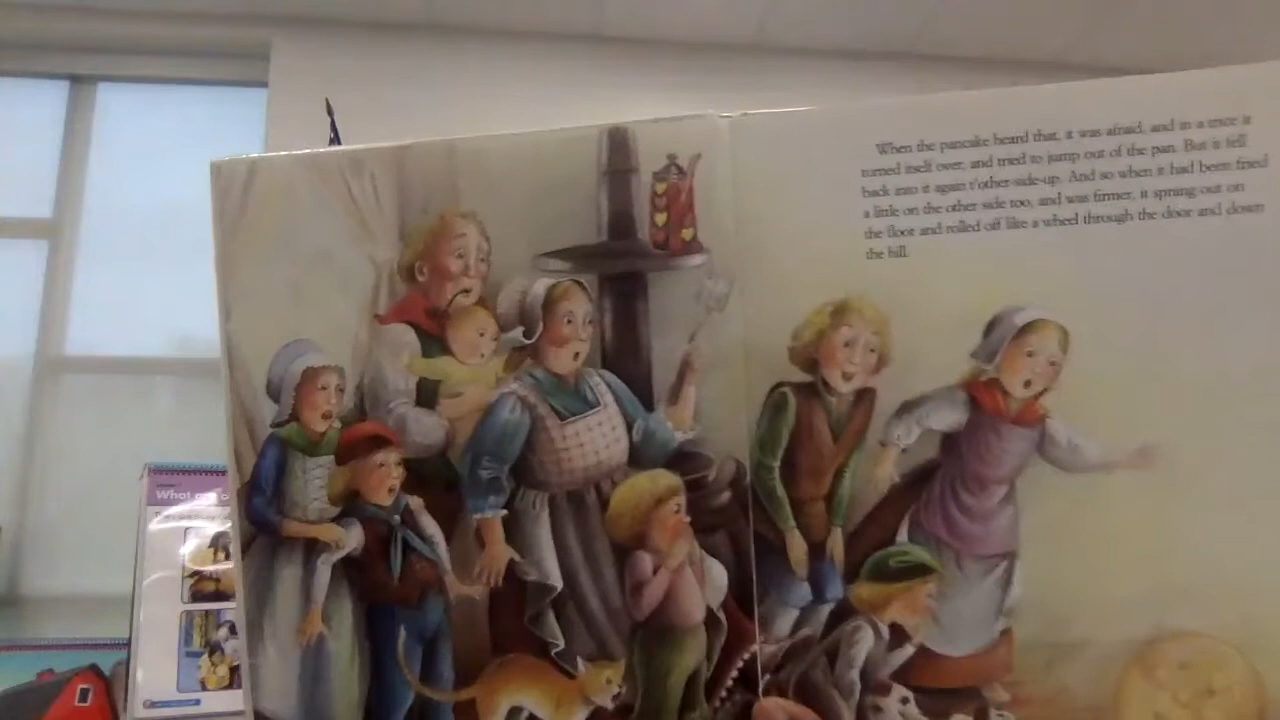 When the pancake heard that, it was afraid, and in a trice it
turned itself over, and tried to jump out of the pan. But it fell
back into it again t'other-side-up. And so when it had been fried
a little on the other side too, and was firmer, it sprang out on
the floor and rolled off like a wheel through the door and down
the hill.
What